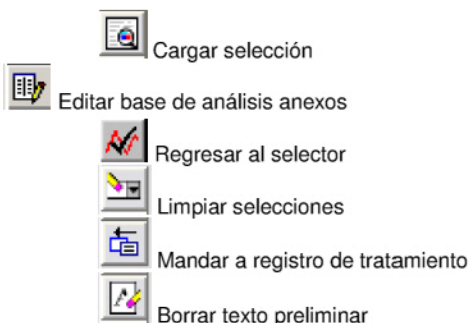 Cargar selección
Editar base de análisis anexos
Regresar al selector
Limpiar selecciones
Mandar a registro de tratamiento
Borrar texto preliminar